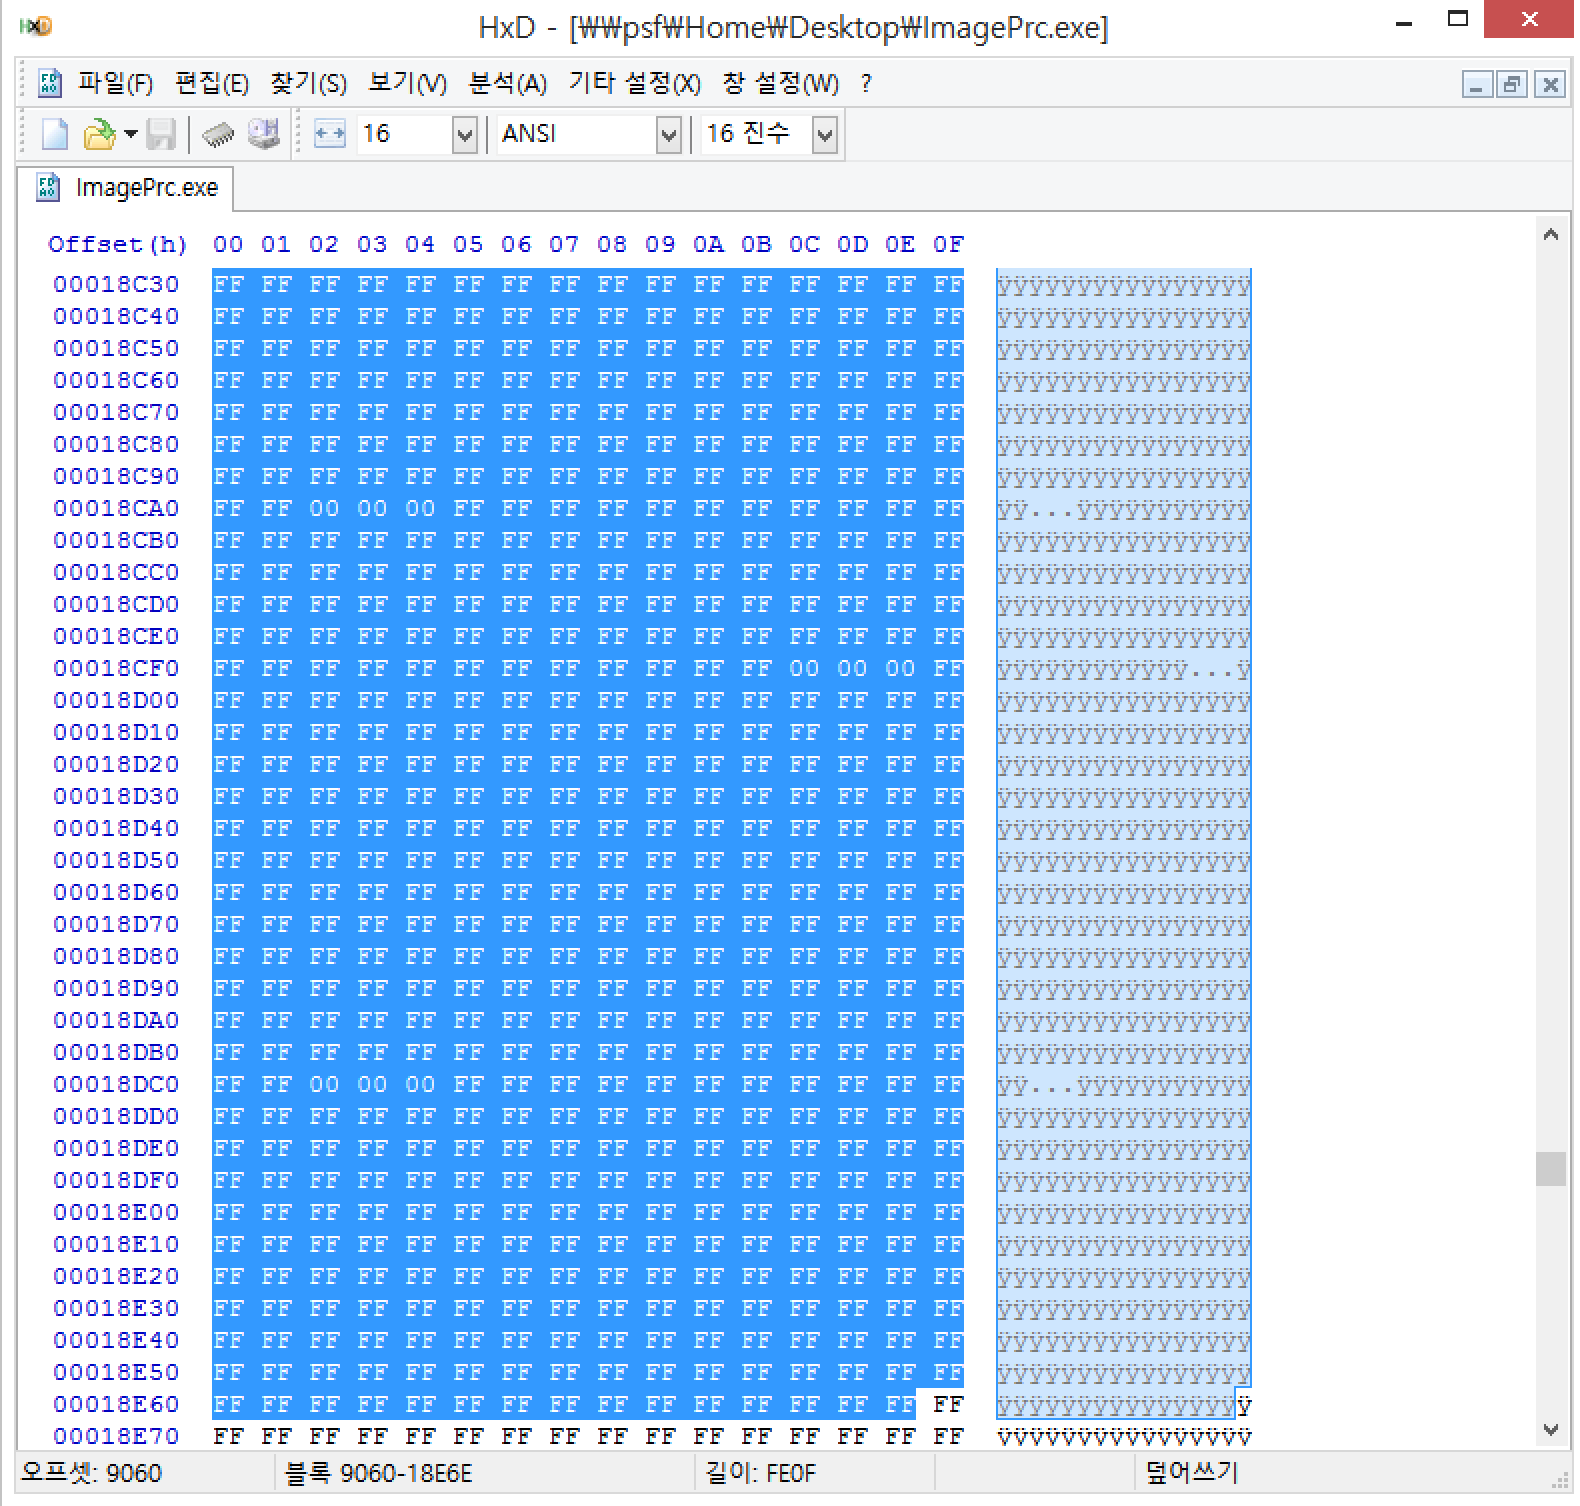 HxD - [₩₩psf₩Home₩Desktop₩ImagePrc.exe]
파일(F) 편집(E) 찾기(S) 보기(V) 분석(A) 기타 설정(X) 창 설정(W) ?
16 ANSI 16 진수
ImagePrc.exe
Offset(h) 00 01 02 03 04 05 06 07 08 09 0A 0B 0C 0D 0E 0F
00018C30 FF FF FF FF FF FF FF FF FF FF FF FF FF FF FF FF ÿÿÿÿÿÿÿÿÿÿÿÿÿÿÿÿ
00018C40 FF FF FF FF FF FF FF FF FF FF FF FF FF FF FF FF ÿÿÿÿÿÿÿÿÿÿÿÿÿÿÿÿ
00018C50 FF FF FF FF FF FF FF FF FF FF FF FF FF FF FF FF ÿÿÿÿÿÿÿÿÿÿÿÿÿÿÿÿ
00018C60 FF FF FF FF FF FF FF FF FF FF FF FF FF FF FF FF ÿÿÿÿÿÿÿÿÿÿÿÿÿÿÿÿ
00018C70 FF FF FF FF FF FF FF FF FF FF FF FF FF FF FF FF ÿÿÿÿÿÿÿÿÿÿÿÿÿÿÿÿ
00018C80 FF FF FF FF FF FF FF FF FF FF FF FF FF FF FF FF ÿÿÿÿÿÿÿÿÿÿÿÿÿÿÿÿ
00018C90 FF FF FF FF FF FF FF FF FF FF FF FF FF FF FF FF ÿÿÿÿÿÿÿÿÿÿÿÿÿÿÿÿ
00018CA0 FF FF 00 00 00 FF FF FF FF FF FF FF FF FF FF FF ÿÿ...ÿÿÿÿÿÿÿÿÿÿÿ
00018CB0 FF FF FF FF FF FF FF FF FF FF FF FF FF FF FF FF ÿÿÿÿÿÿÿÿÿÿÿÿÿÿÿÿ
00018CC0 FF FF FF FF FF FF FF FF FF FF FF FF FF FF FF FF ÿÿÿÿÿÿÿÿÿÿÿÿÿÿÿÿ
00018CD0 FF FF FF FF FF FF FF FF FF FF FF FF FF FF FF FF ÿÿÿÿÿÿÿÿÿÿÿÿÿÿÿÿ
00018CE0 FF FF FF FF FF FF FF FF FF FF FF FF FF FF FF FF ÿÿÿÿÿÿÿÿÿÿÿÿÿÿÿÿ
00018CF0 FF FF FF FF FF FF FF FF FF FF FF FF 00 00 00 FF ÿÿÿÿÿÿÿÿÿÿÿÿ...ÿ
00018D00 FF FF FF FF FF FF FF FF FF FF FF FF FF FF FF FF ÿÿÿÿÿÿÿÿÿÿÿÿÿÿÿÿ
00018D10 FF FF FF FF FF FF FF FF FF FF FF FF FF FF FF FF ÿÿÿÿÿÿÿÿÿÿÿÿÿÿÿÿ
00018D20 FF FF FF FF FF FF FF FF FF FF FF FF FF FF FF FF ÿÿÿÿÿÿÿÿÿÿÿÿÿÿÿÿ
00018D30 FF FF FF FF FF FF FF FF FF FF FF FF FF FF FF FF ÿÿÿÿÿÿÿÿÿÿÿÿÿÿÿÿ
00018D40 FF FF FF FF FF FF FF FF FF FF FF FF FF FF FF FF ÿÿÿÿÿÿÿÿÿÿÿÿÿÿÿÿ
00018D50 FF FF FF FF FF FF FF FF FF FF FF FF FF FF FF FF ÿÿÿÿÿÿÿÿÿÿÿÿÿÿÿÿ
00018D60 FF FF FF FF FF FF FF FF FF FF FF FF FF FF FF FF ÿÿÿÿÿÿÿÿÿÿÿÿÿÿÿÿ
00018D70 FF FF FF FF FF FF FF FF FF FF FF FF FF FF FF FF ÿÿÿÿÿÿÿÿÿÿÿÿÿÿÿÿ
00018D80 FF FF FF FF FF FF FF FF FF FF FF FF FF FF FF FF ÿÿÿÿÿÿÿÿÿÿÿÿÿÿÿÿ
00018D90 FF FF FF FF FF FF FF FF FF FF FF FF FF FF FF FF ÿÿÿÿÿÿÿÿÿÿÿÿÿÿÿÿ
00018DA0 FF FF FF FF FF FF FF FF FF FF FF FF FF FF FF FF ÿÿÿÿÿÿÿÿÿÿÿÿÿÿÿÿ
00018DB0 FF FF FF FF FF FF FF FF FF FF FF FF FF FF FF FF ÿÿÿÿÿÿÿÿÿÿÿÿÿÿÿÿ
00018DC0 FF FF 00 00 00 FF FF FF FF FF FF FF FF FF FF FF ÿÿ...ÿÿÿÿÿÿÿÿÿÿÿ
00018DD0 FF FF FF FF FF FF FF FF FF FF FF FF FF FF FF FF ÿÿÿÿÿÿÿÿÿÿÿÿÿÿÿÿ
00018DE0 FF FF FF FF FF FF FF FF FF FF FF FF FF FF FF FF ÿÿÿÿÿÿÿÿÿÿÿÿÿÿÿÿ
00018DF0 FF FF FF FF FF FF FF FF FF FF FF FF FF FF FF FF ÿÿÿÿÿÿÿÿÿÿÿÿÿÿÿÿ
00018E00 FF FF FF FF FF FF FF FF FF FF FF FF FF FF FF FF ÿÿÿÿÿÿÿÿÿÿÿÿÿÿÿÿ
00018E10 FF FF FF FF FF FF FF FF FF FF FF FF FF FF FF FF ÿÿÿÿÿÿÿÿÿÿÿÿÿÿÿÿ
00018E20 FF FF FF FF FF FF FF FF FF FF FF FF FF FF FF FF ÿÿÿÿÿÿÿÿÿÿÿÿÿÿÿÿ
00018E30 FF FF FF FF FF FF FF FF FF FF FF FF FF FF FF FF ÿÿÿÿÿÿÿÿÿÿÿÿÿÿÿÿ
00018E40 FF FF FF FF FF FF FF FF FF FF FF FF FF FF FF FF ÿÿÿÿÿÿÿÿÿÿÿÿÿÿÿÿ
00018E50 FF FF FF FF FF FF FF FF FF FF FF FF FF FF FF FF ÿÿÿÿÿÿÿÿÿÿÿÿÿÿÿÿ
00018E60 FF FF FF FF FF FF FF FF FF FF FF FF FF FF FF FF ÿÿÿÿÿÿÿÿÿÿÿÿÿÿÿÿ
00018E70 FF FF FF FF FF FF FF FF FF FF FF FF FF FF FF FF ÿÿÿÿÿÿÿÿÿÿÿÿÿÿÿÿ
오프셋: 9060 블록 9060-18E6E 길이: FE0F 덮어쓰기